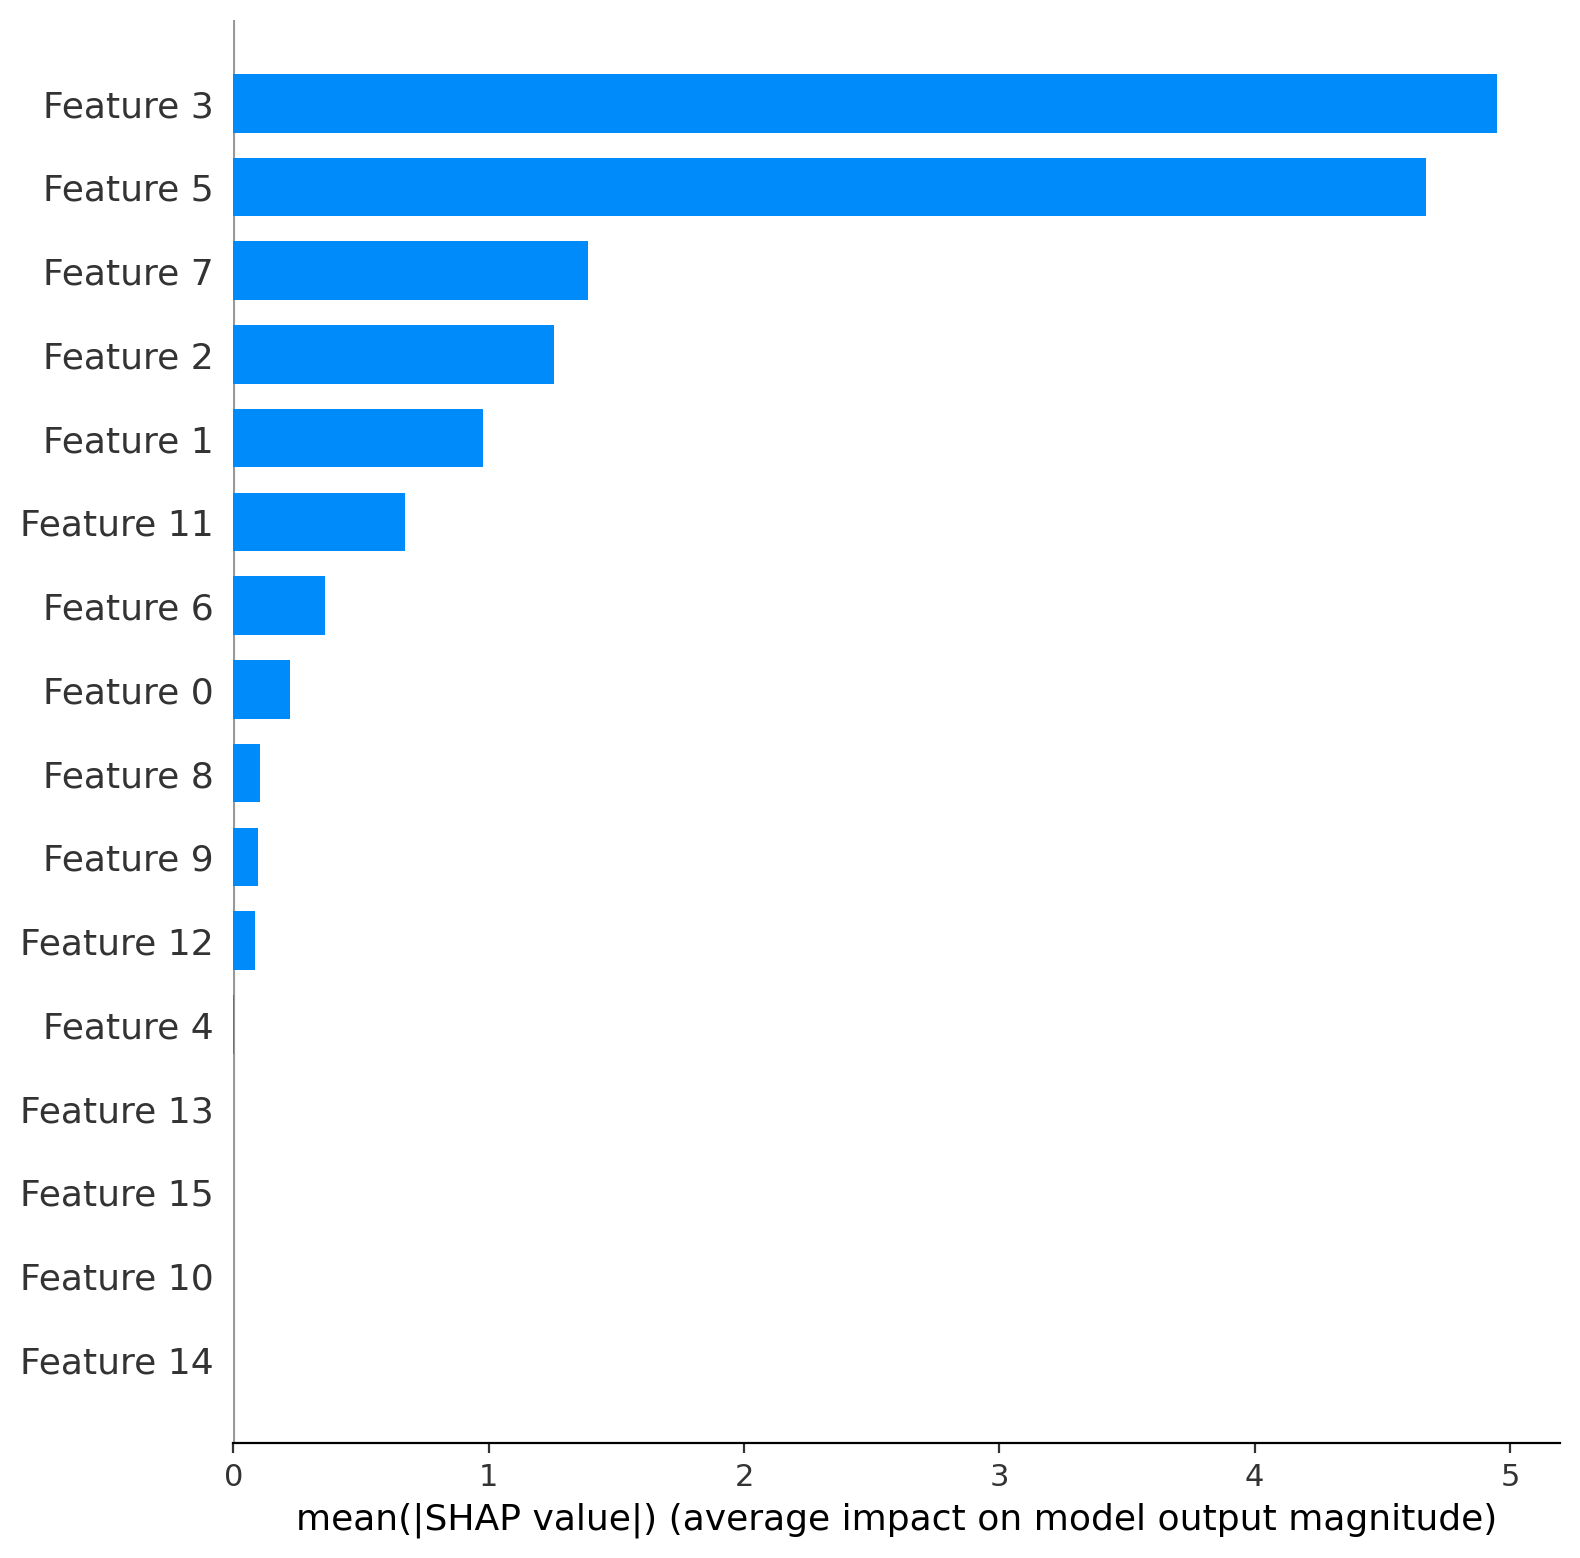 Feature 3
Feature 5
Feature 7
Feature 2
Feature 1
Feature 11
Feature 6
Feature 0
Feature 8
Feature 9
Feature 12
Feature 4
Feature 13
Feature 15
Feature 10
Feature 14
0 1 2 3 4 5
mean(|SHAP value|) (average impact on model output magnitude)